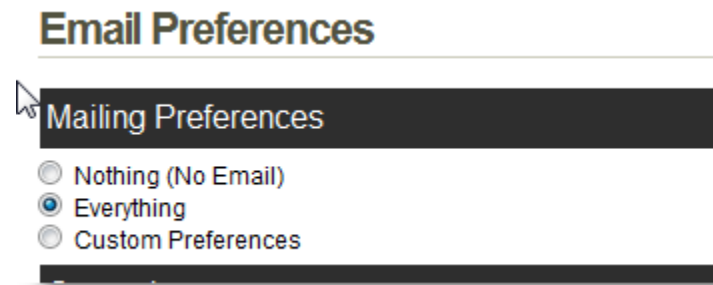 Email Preferences
Mailing Preferences
Nothing (No Email)
Everything
Custom Preferences